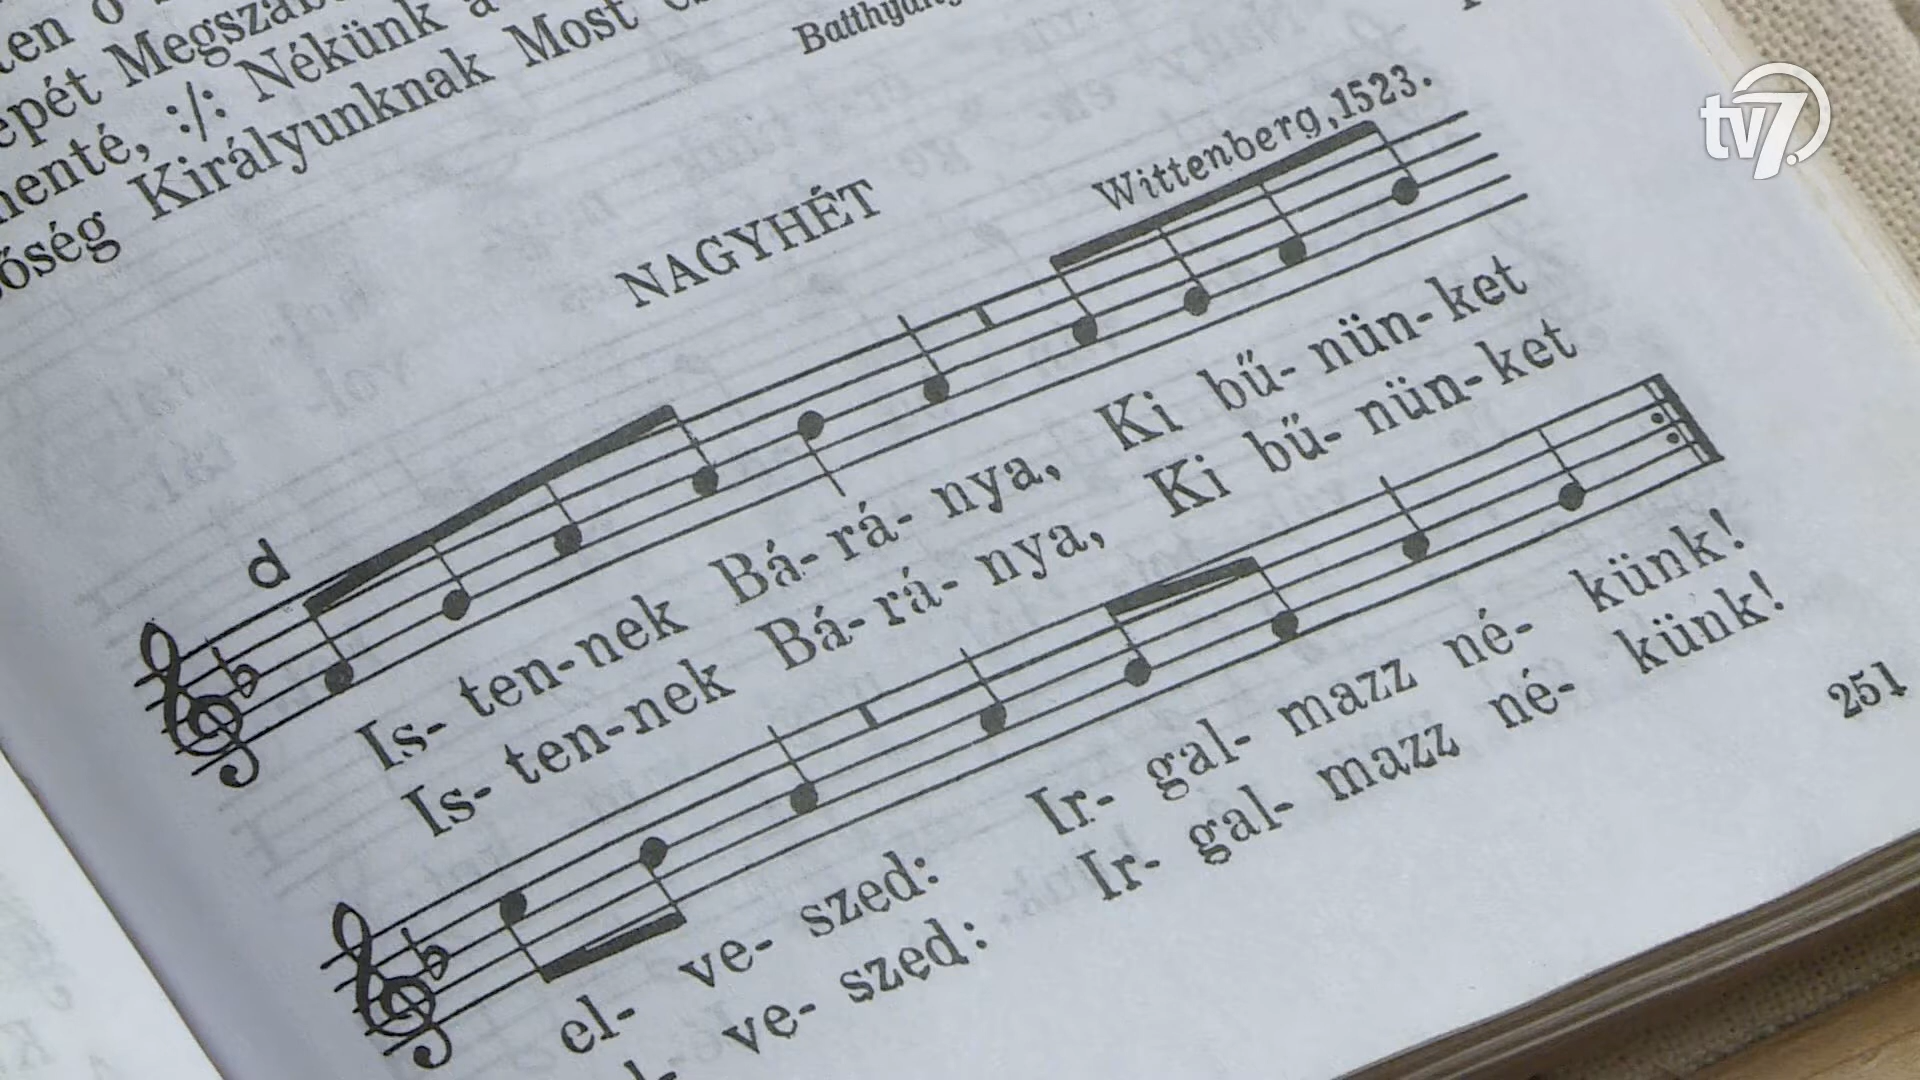 epét Megszab
menté, :/: Nékünk a
őség Királyunknak Most
NAGYHÉT
Wittenberg, 1523.
d
Is- ten-nek Bá- rá- nya, Ki bű- nün- ket
Is- ten-nek Bá- rá- nya, Ki bű- nün- ket
el- ve- szed: Ir- gal- mazz né- künk!
ve- szed: Ir- gal- mazz né- künk!
251
tv7